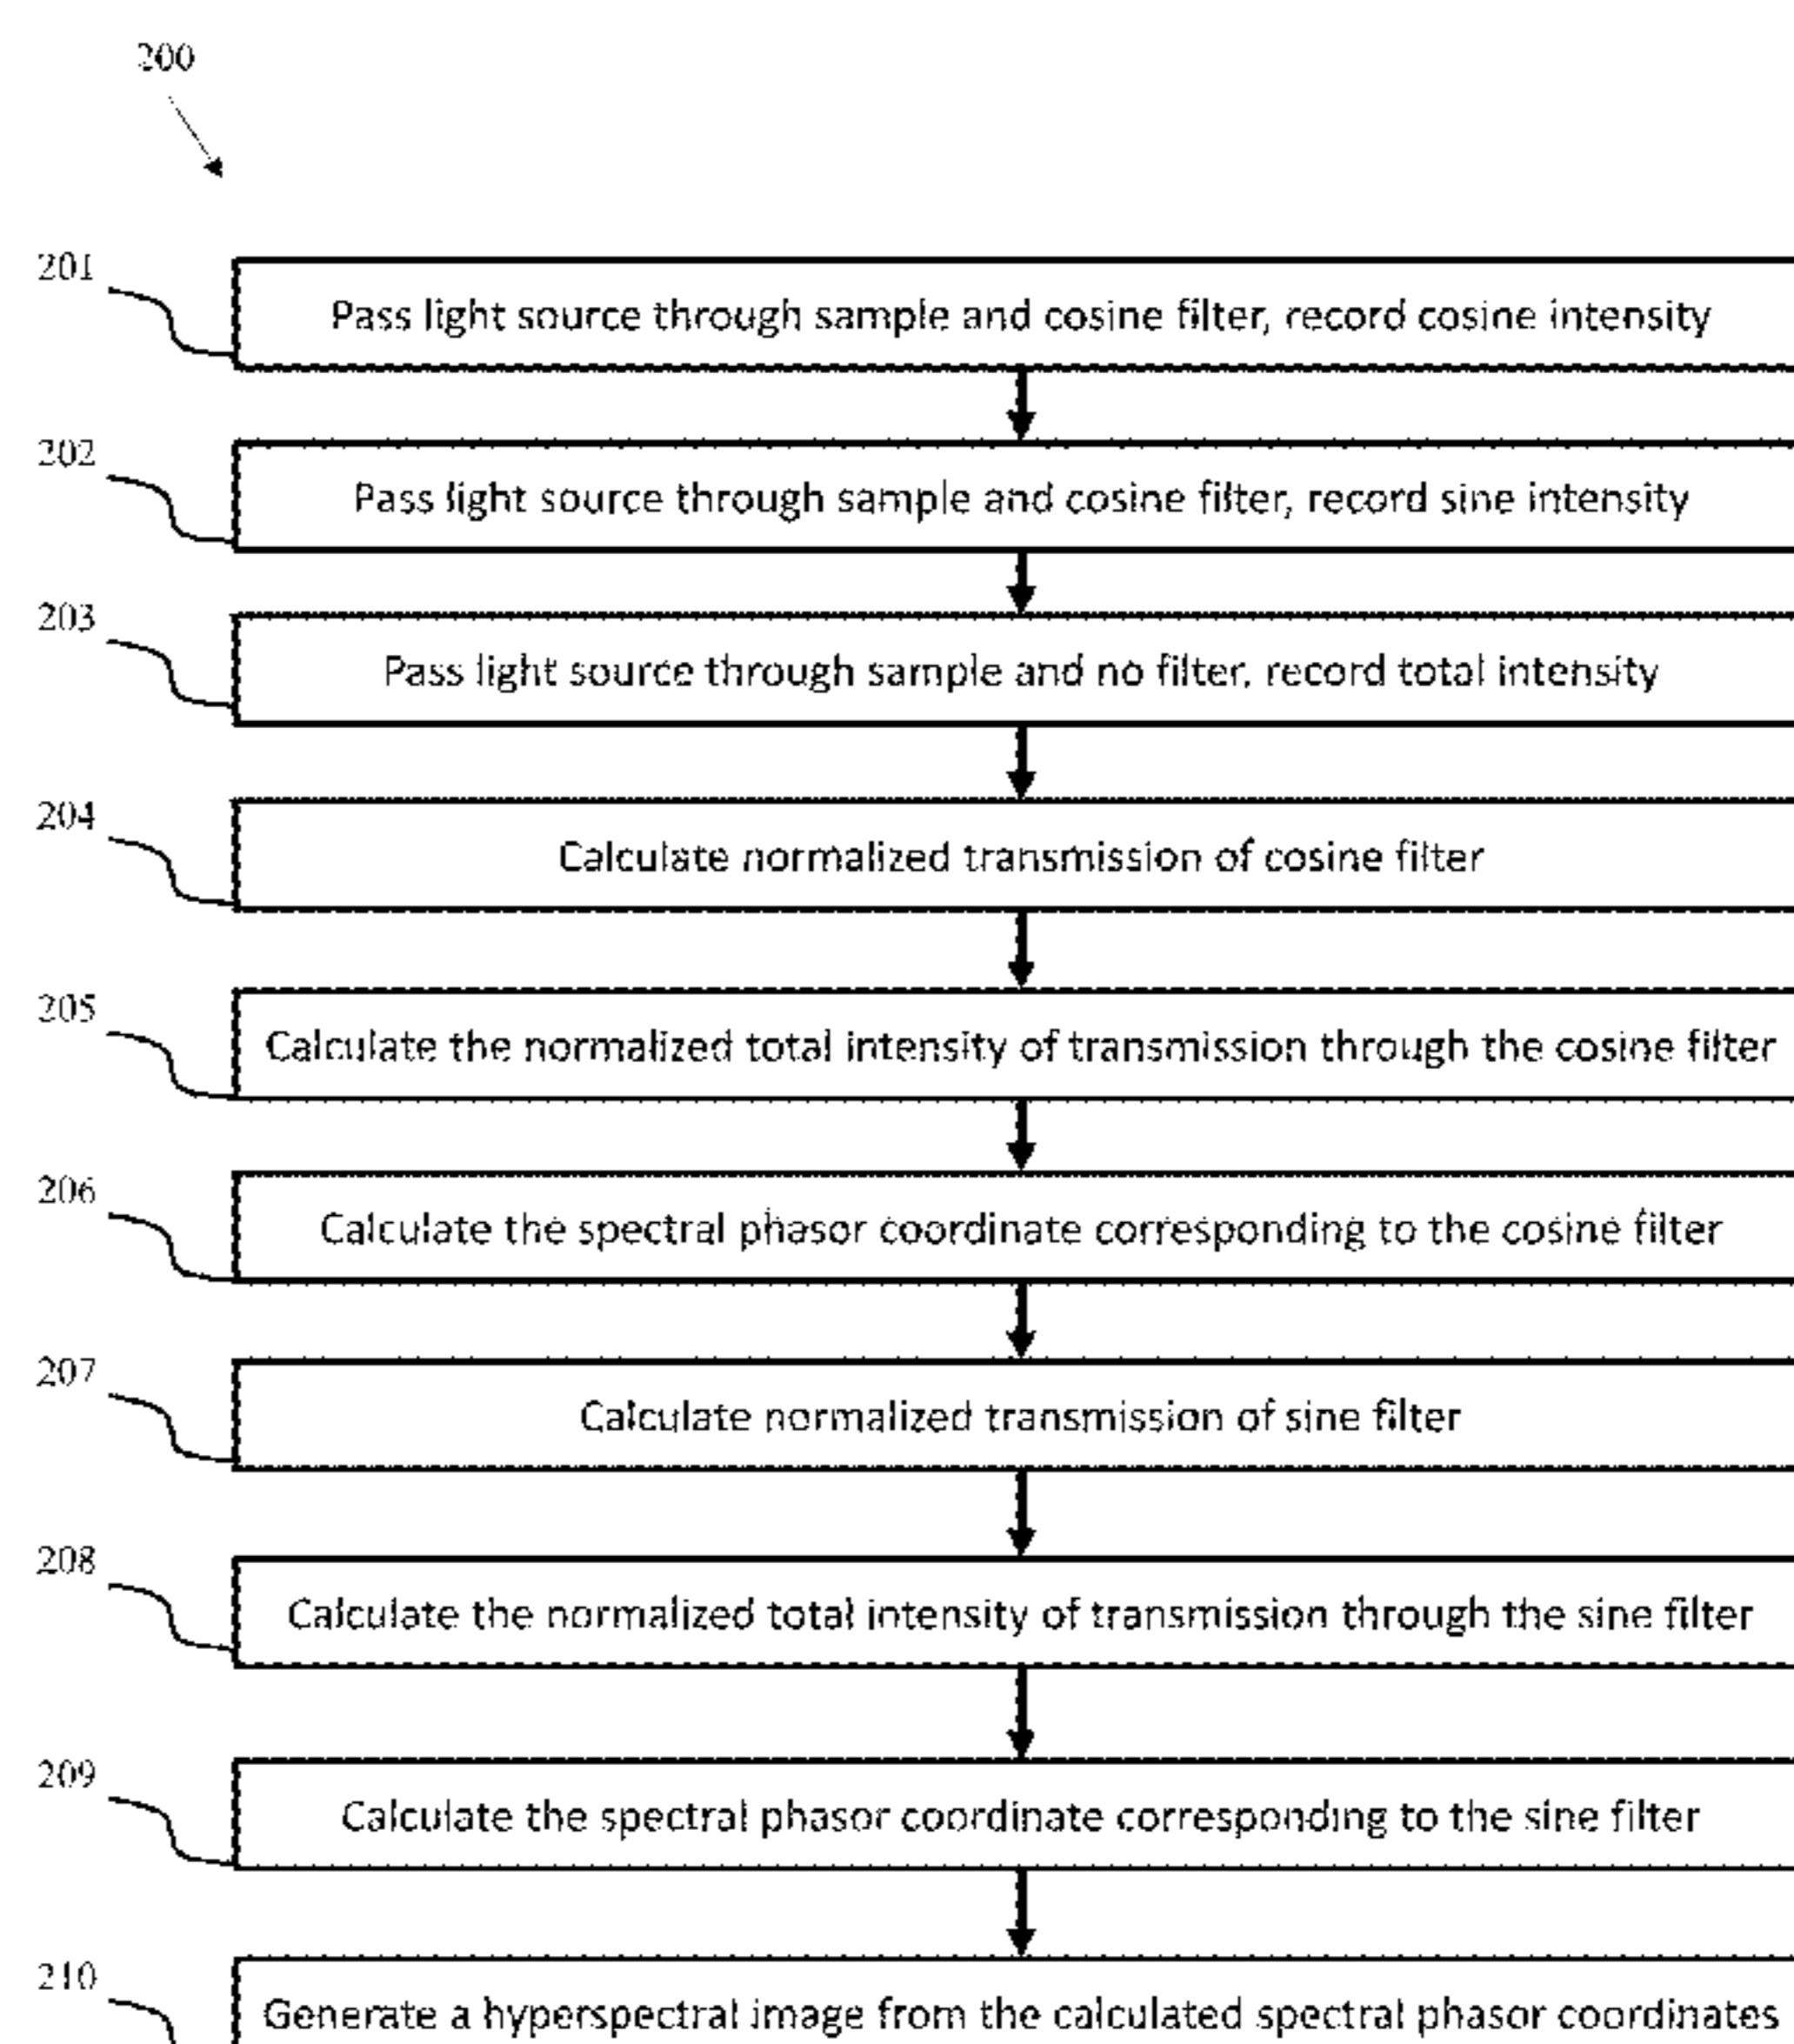 200
201
Pass light source through sample and cosine filter, record cosine intensity
202
Pass light source through sample and cosine filter, record sine intensity
203
Pass light source through sample and no filter, record total intensity
204
Calculate normalized transmission of cosine filter
205
Calculate the normalized total intensity of transmission through the cosine filter
206
Calculate the spectral phasor coordinate corresponding to the cosine filter
207
Calculate normalized transmission of sine filter
208
Calculate the normalized total intensity of transmission through the sine filter
209
Calculate the spectral phasor coordinate corresponding to the sine filter
210
Generate a hyperspectral image from the calculated spectral phasor coordinates